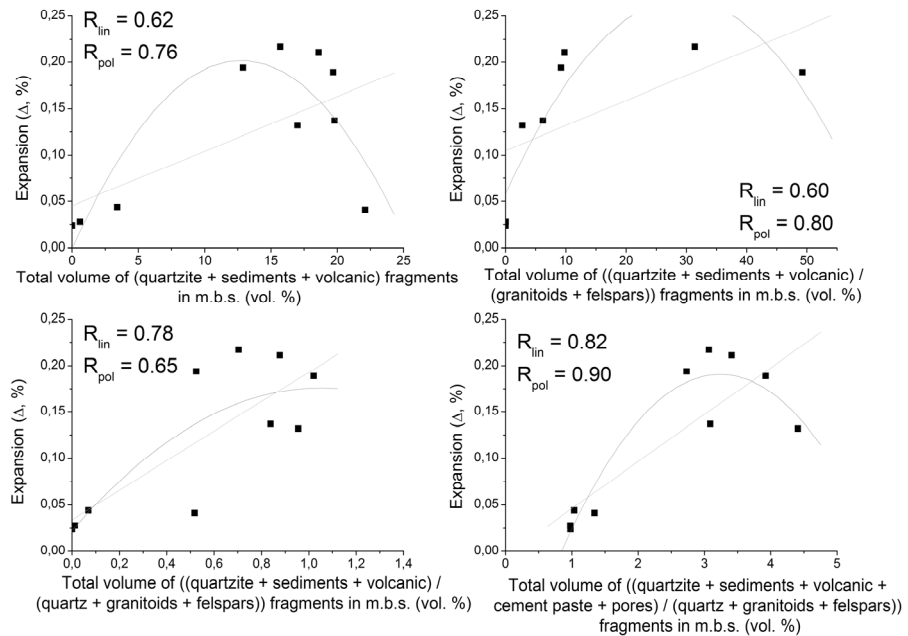 0,25
R_lin = 0.62
R_pol = 0.76
0,20
0,15
0,10
0,05
0,00
Expansion (Δ, %)
0 5 10 15 20 25
Total volume of (quartzite + sediments + volcanic) fragments
in m.b.s. (vol. %)
0,25
0,20
0,15
0,10
0,05
0,00
Expansion (Δ, %)
R_lin = 0.60
R_pol = 0.80
0 10 20 30 40 50
Total volume of ((quartzite + sediments + volcanic) /
(granitoids + felspars)) fragments in m.b.s. (vol. %)
0,25
R_lin = 0.78
R_pol = 0.65
0,20
0,15
0,10
0,05
0,00
Expansion (Δ, %)
0,0 0,2 0,4 0,6 0,8 1,0 1,2 1,4
Total volume of ((quartzite + sediments + volcanic) /
(quartz + granitoids + felspars)) fragments in m.b.s. (vol. %)
0,25
R_lin = 0.82
R_pol = 0.90
0,20
0,15
0,10
0,05
0,00
Expansion (Δ, %)
0 1 2 3 4 5
Total volume of ((quartzite + sediments + volcanic +
cement paste + pores) / (quartz + granitoids + felspars))
fragments in m.b.s. (vol. %)